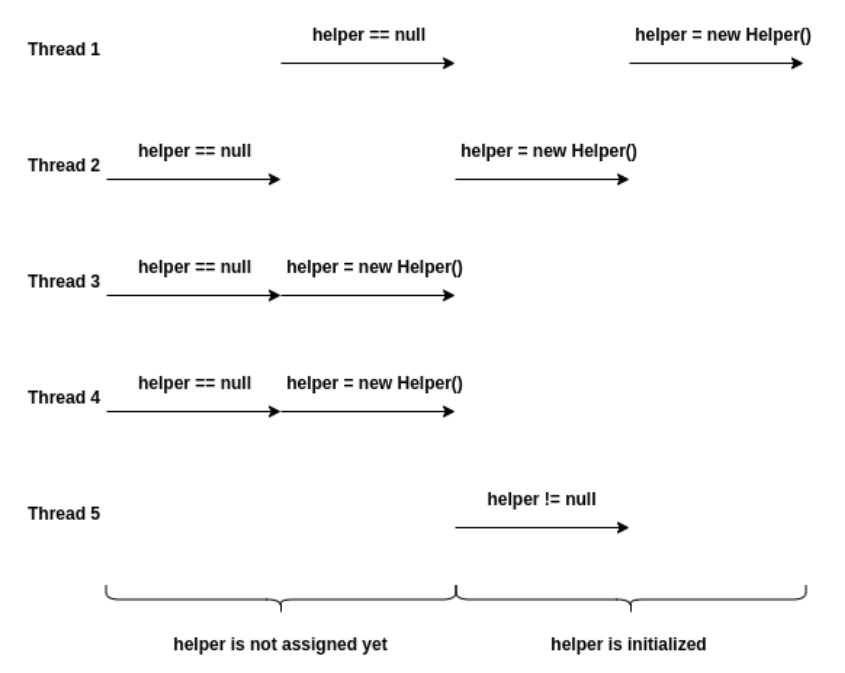 helper == null
helper = new Helper()
Thread 1
helper == null
helper = new Helper()
Thread 2
helper == null
helper = new Helper()
Thread 3
helper == null
helper = new Helper()
Thread 4
helper != null
Thread 5
helper is not assigned yet
helper is initialized